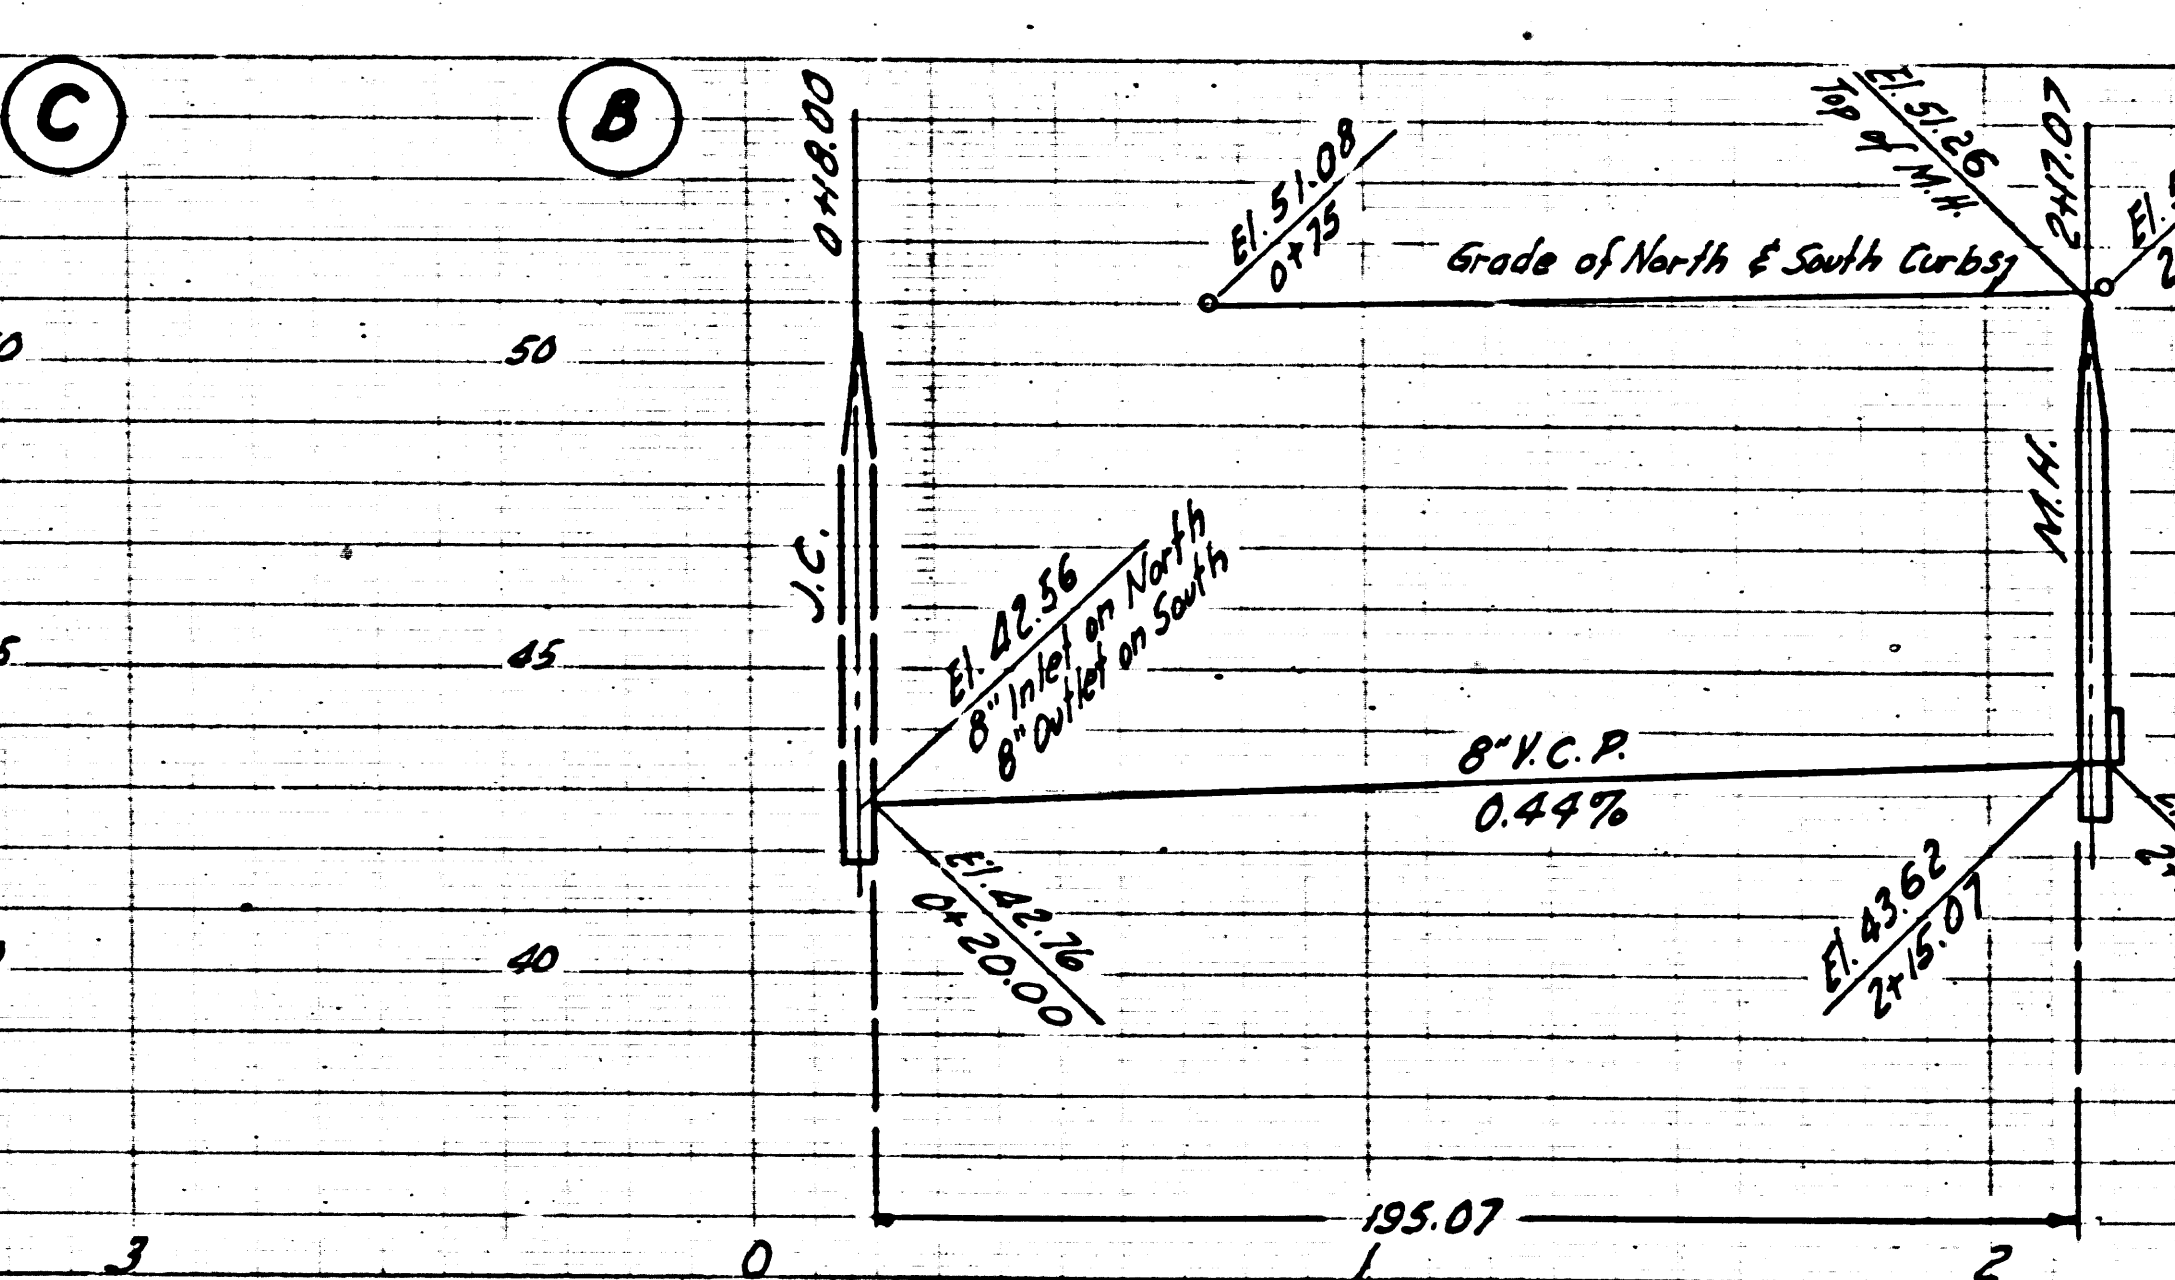 C
B
0+18.00
El. 51.08
0+75
El. 51.26
Top of M.H.
2+17.07
El.
2
Grade of North & South Curbs
50
J.C.
M.H.
El. 42.56
8" Inlet on North
8" Outlet on South
45
8" V.C.P.
0.44%
El. 42.76
0+20.00
El. 43.62
2+15.07
40
195.07
3
0
1
2